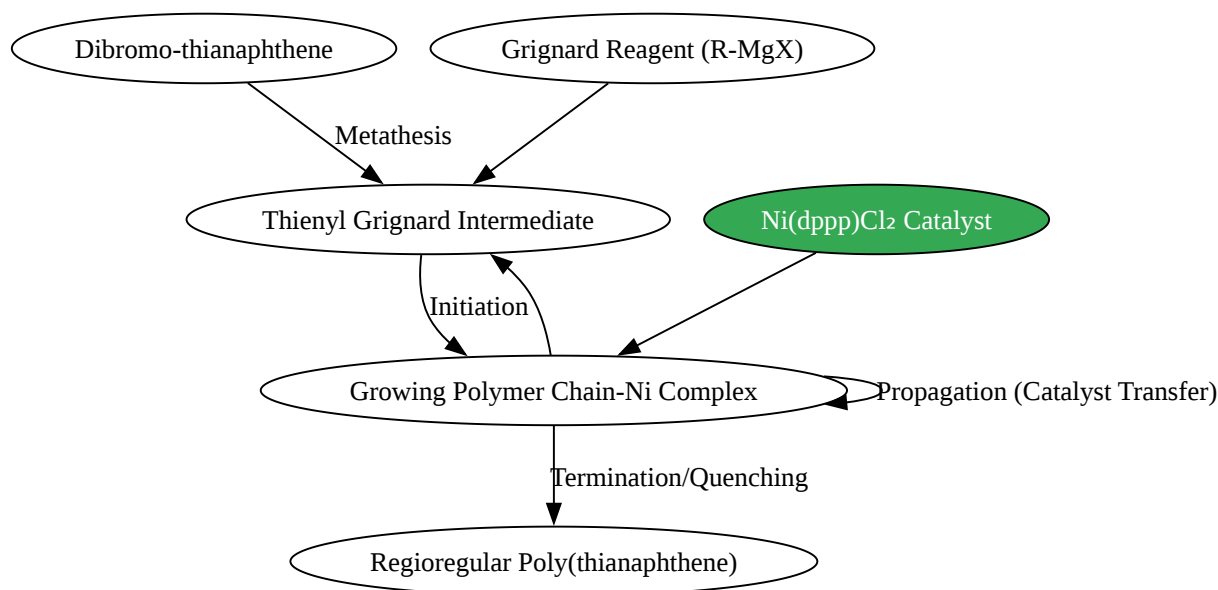 Dibromo-thianaphthene
Grignard Reagent (R-MgX)
Metathesis
Thienyl Grignard Intermediate
Ni(dppp)Cl₂ Catalyst
Initiation
Growing Polymer Chain-Ni Complex
Propagation (Catalyst Transfer)
Termination/Quenching
Regioregular Poly(thianaphthene)